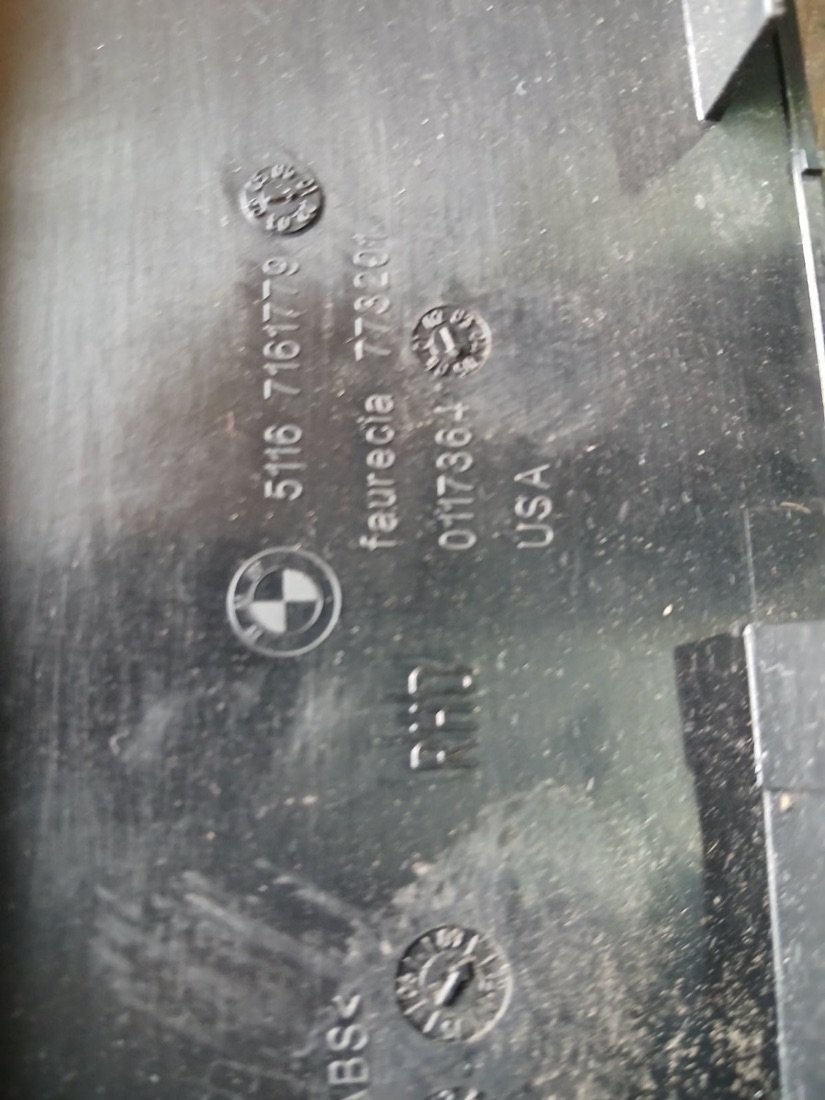 5116 7161779
faurecia 773201
0117364
USA
RHD
ABS<